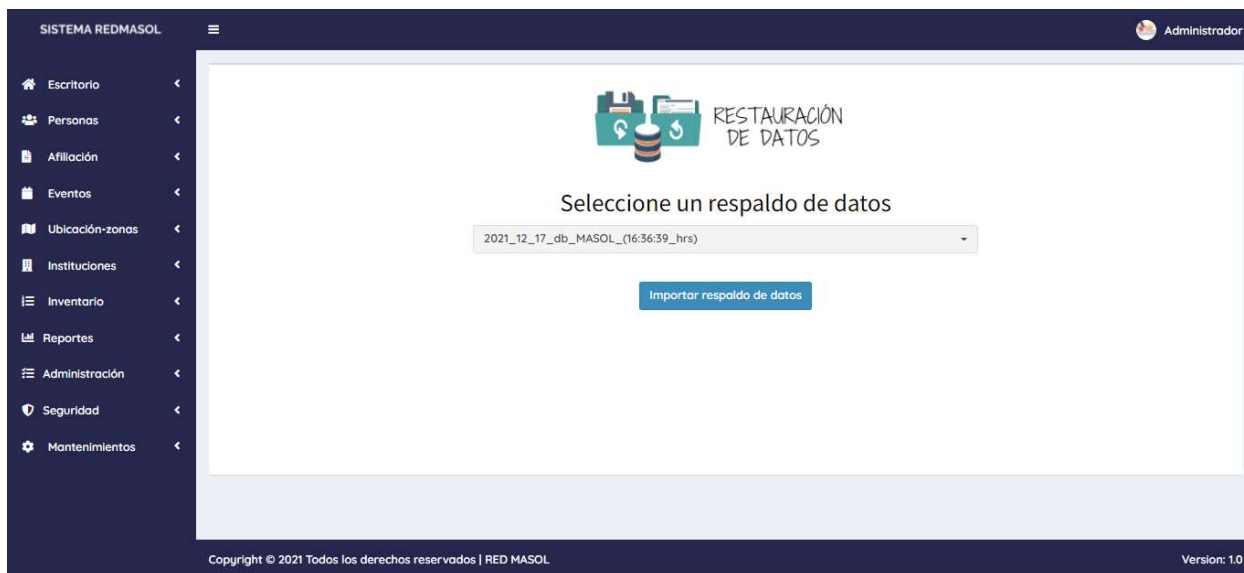 SISTEMA REDMASOL
Administrador
Escritorio
Personas
Afiliación
Eventos
Ubicación-zonas
Instituciones
Inventario
Reportes
Administración
Seguridad
Mantenimientos
RESTAURACIÓN
DE DATOS
Seleccione un respaldo de datos
2021_12_17_db_MASOL_(16:36:39_hrs)
Importar respaldo de datos
Copyright © 2021 Todos los derechos reservados | RED MASOL
Version: 1.0